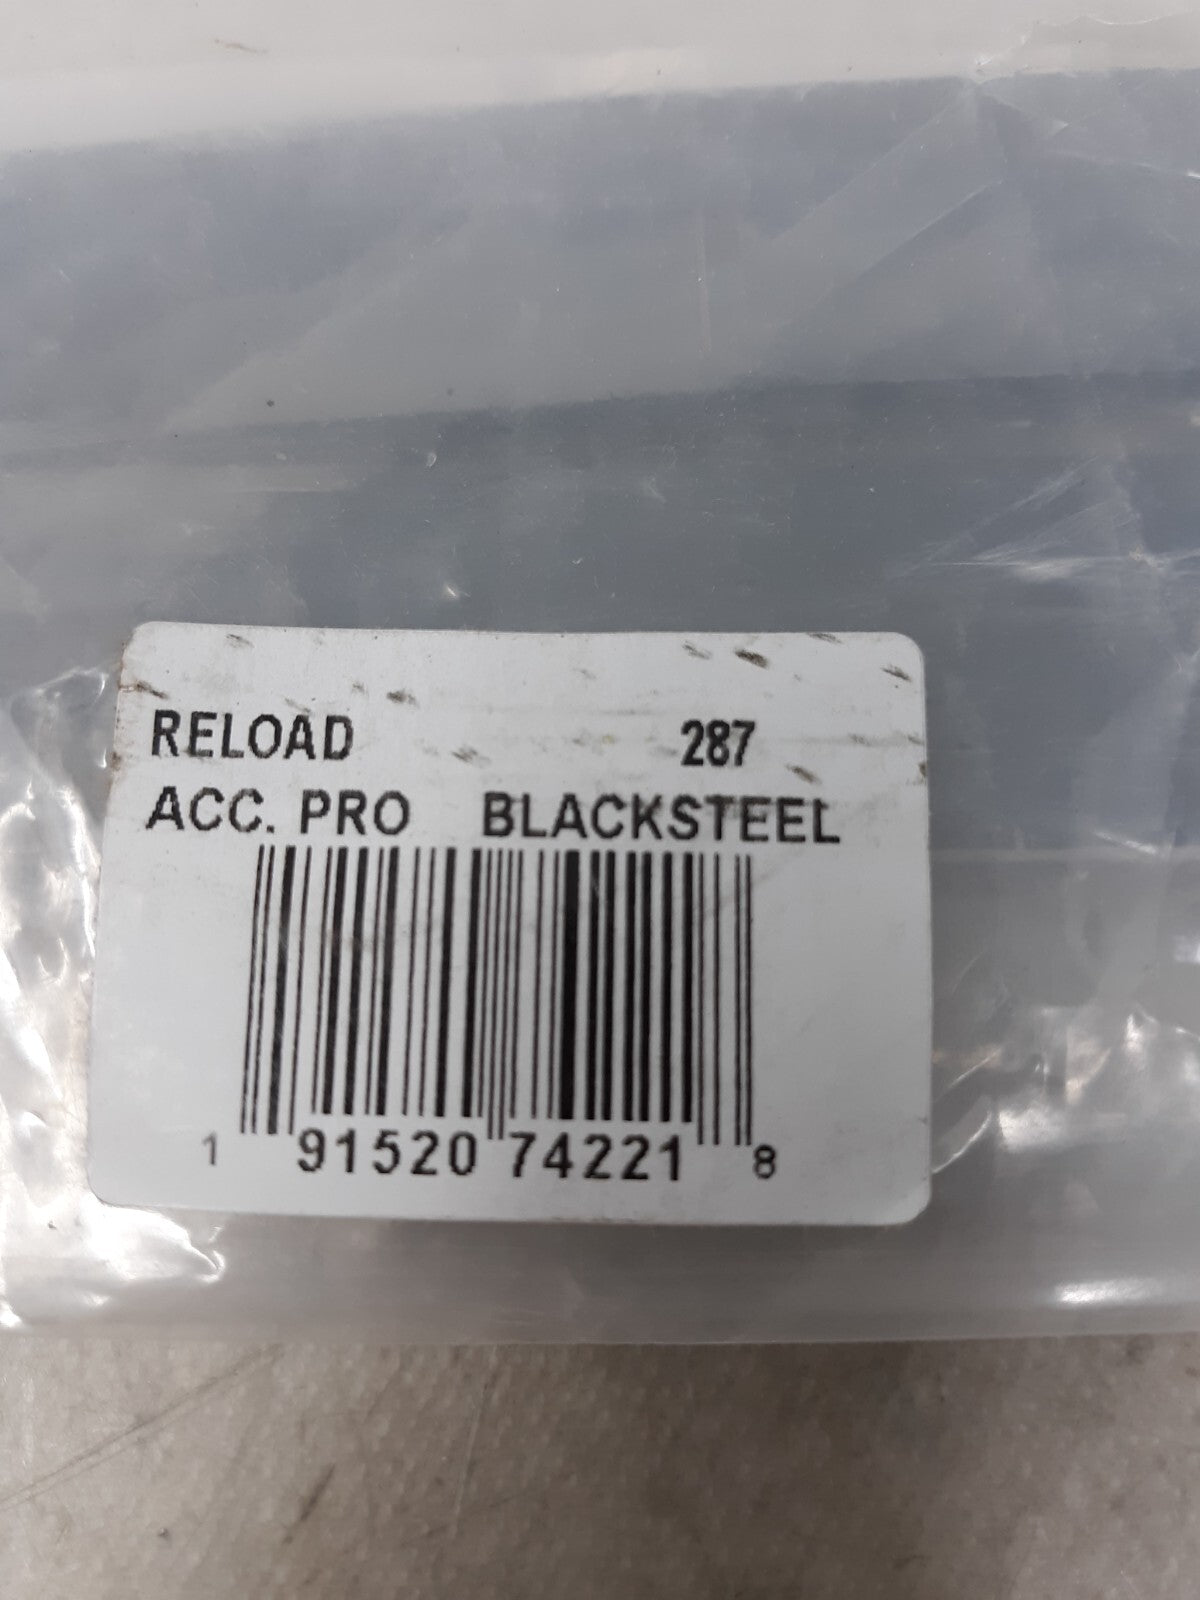 RELOAD 287
ACC. PRO BLACKSTEEL
1 91520 74221 8